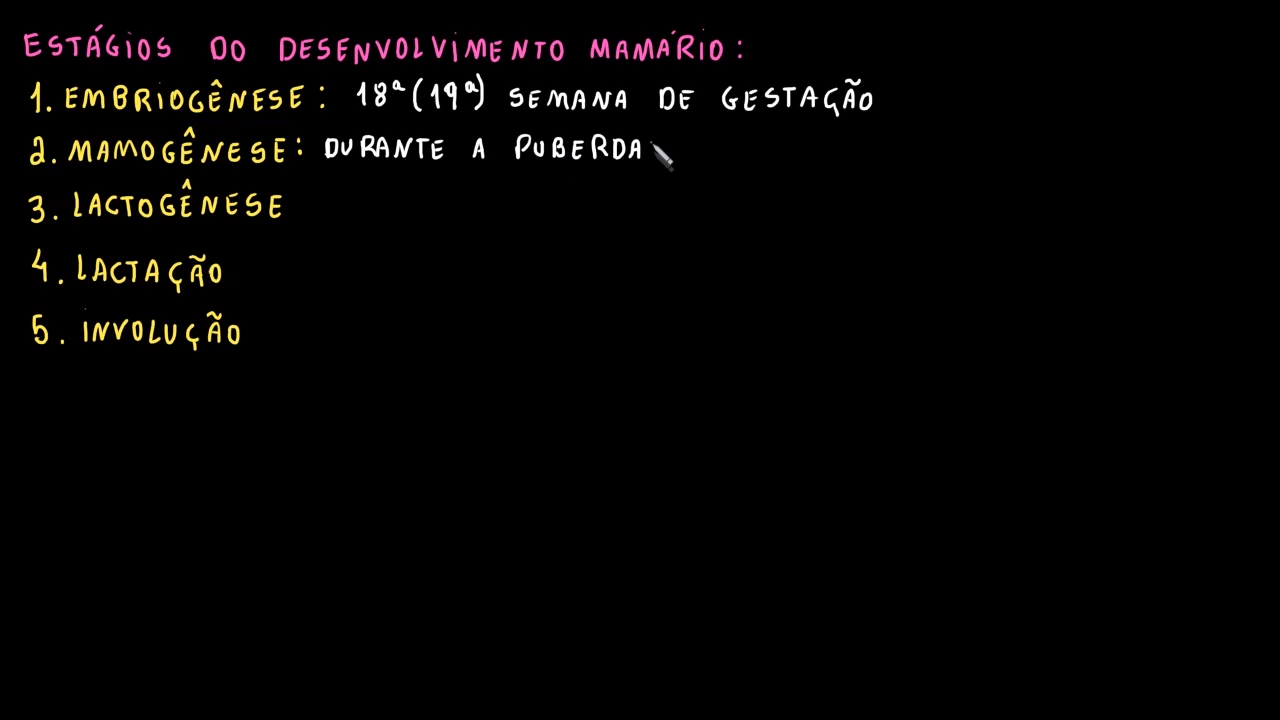 ESTÁGIOS DO DESENVOLVIMENTO MAMÁRIO:
1. EMBRIOGÊNESE: 18ª (19ª) SEMANA DE GESTAÇÃO
2. MAMOGÊNESE: DURANTE A PUBERDA
3. LACTOGÊNESE
4. LACTAÇÃO
5. INVOLUÇÃO